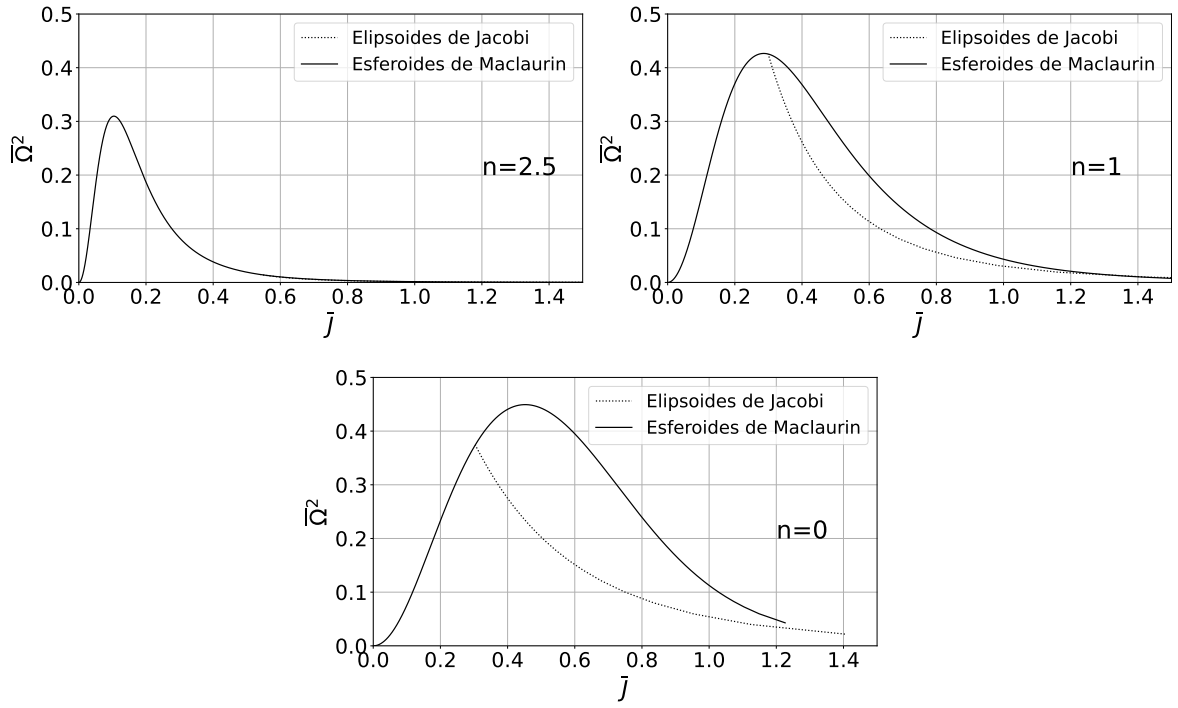 0.5
0.4
0.3
0.2
0.1
0.0
Ω̅²
Elipsoides de Jacobi
Esferoides de Maclaurin
n=2.5
0.0 0.2 0.4 0.6 0.8 1.0 1.2 1.4
J̄
0.5
0.4
0.3
0.2
0.1
0.0
Ω̅²
Elipsoides de Jacobi
Esferoides de Maclaurin
n=1
0.0 0.2 0.4 0.6 0.8 1.0 1.2 1.4
J̄
0.5
0.4
0.3
0.2
0.1
0.0
Ω̅²
Elipsoides de Jacobi
Esferoides de Maclaurin
n=0
0.0 0.2 0.4 0.6 0.8 1.0 1.2 1.4
J̄